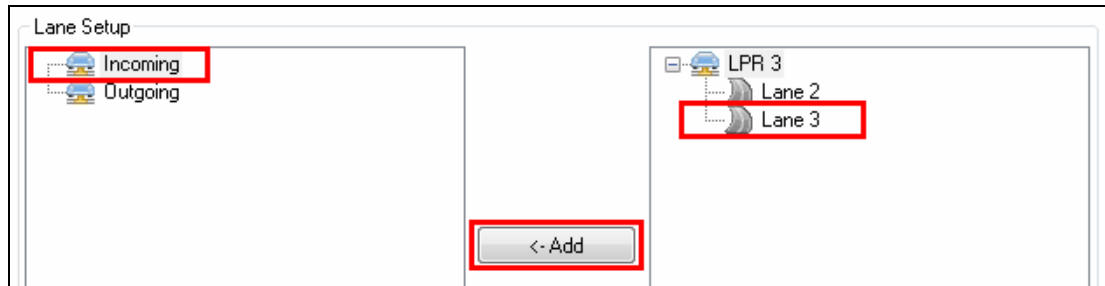 Lane Setup
Incoming
Outgoing
LPR 3
Lane 2
Lane 3
<- Add